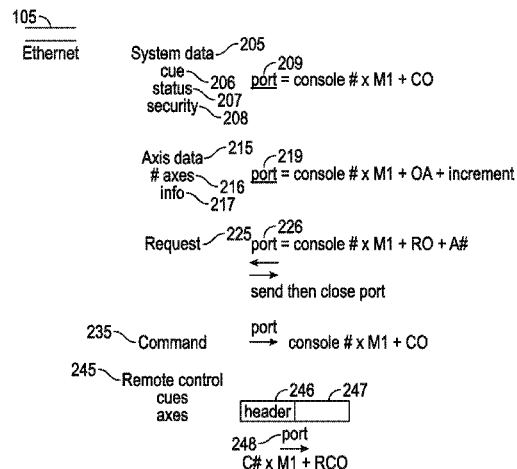 105
Ethernet
System data 205
cue 206
status 207
security 208
209
port = console # x M1 + CO
Axis data 215
# axes 216
info 217
219
port = console # x M1 + OA + increment
Request 225
226
port = console # x M1 + RO + A#
send then close port
235 Command
port
console # x M1 + CO
245 Remote control
cues
axes
246 247
header
248 port
C# x M1 + RCO